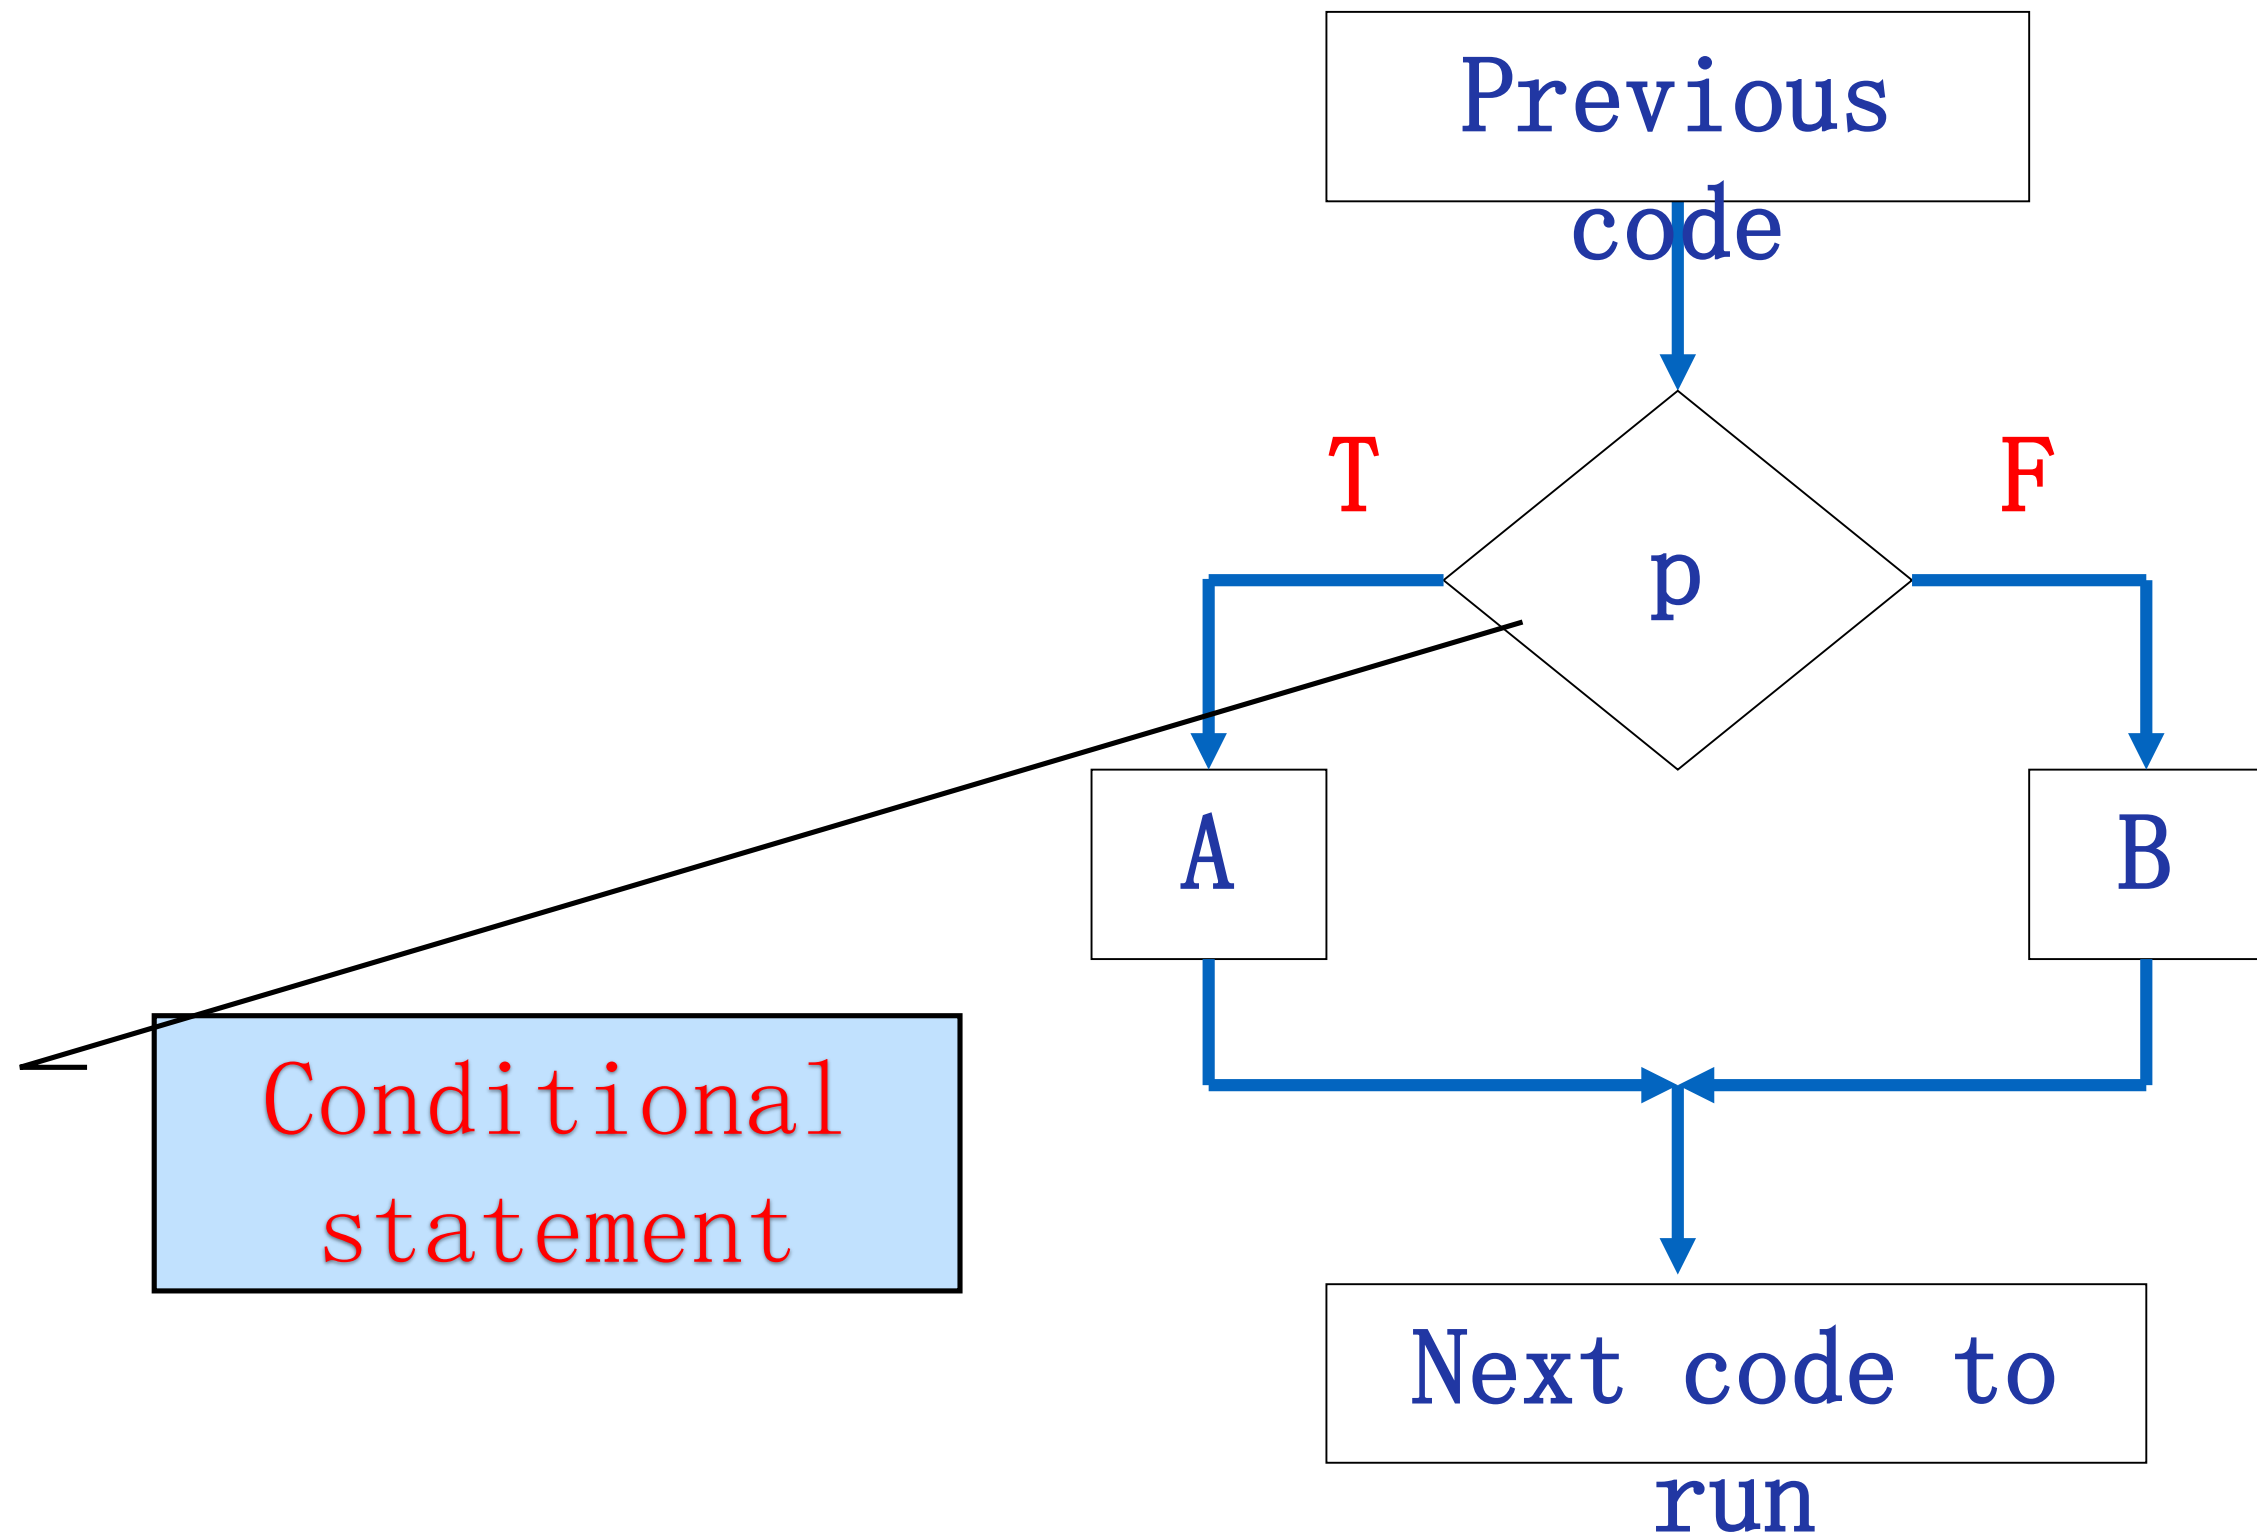 Previous
code
T
F
p
A
B
Conditional
statement
Next code to
run